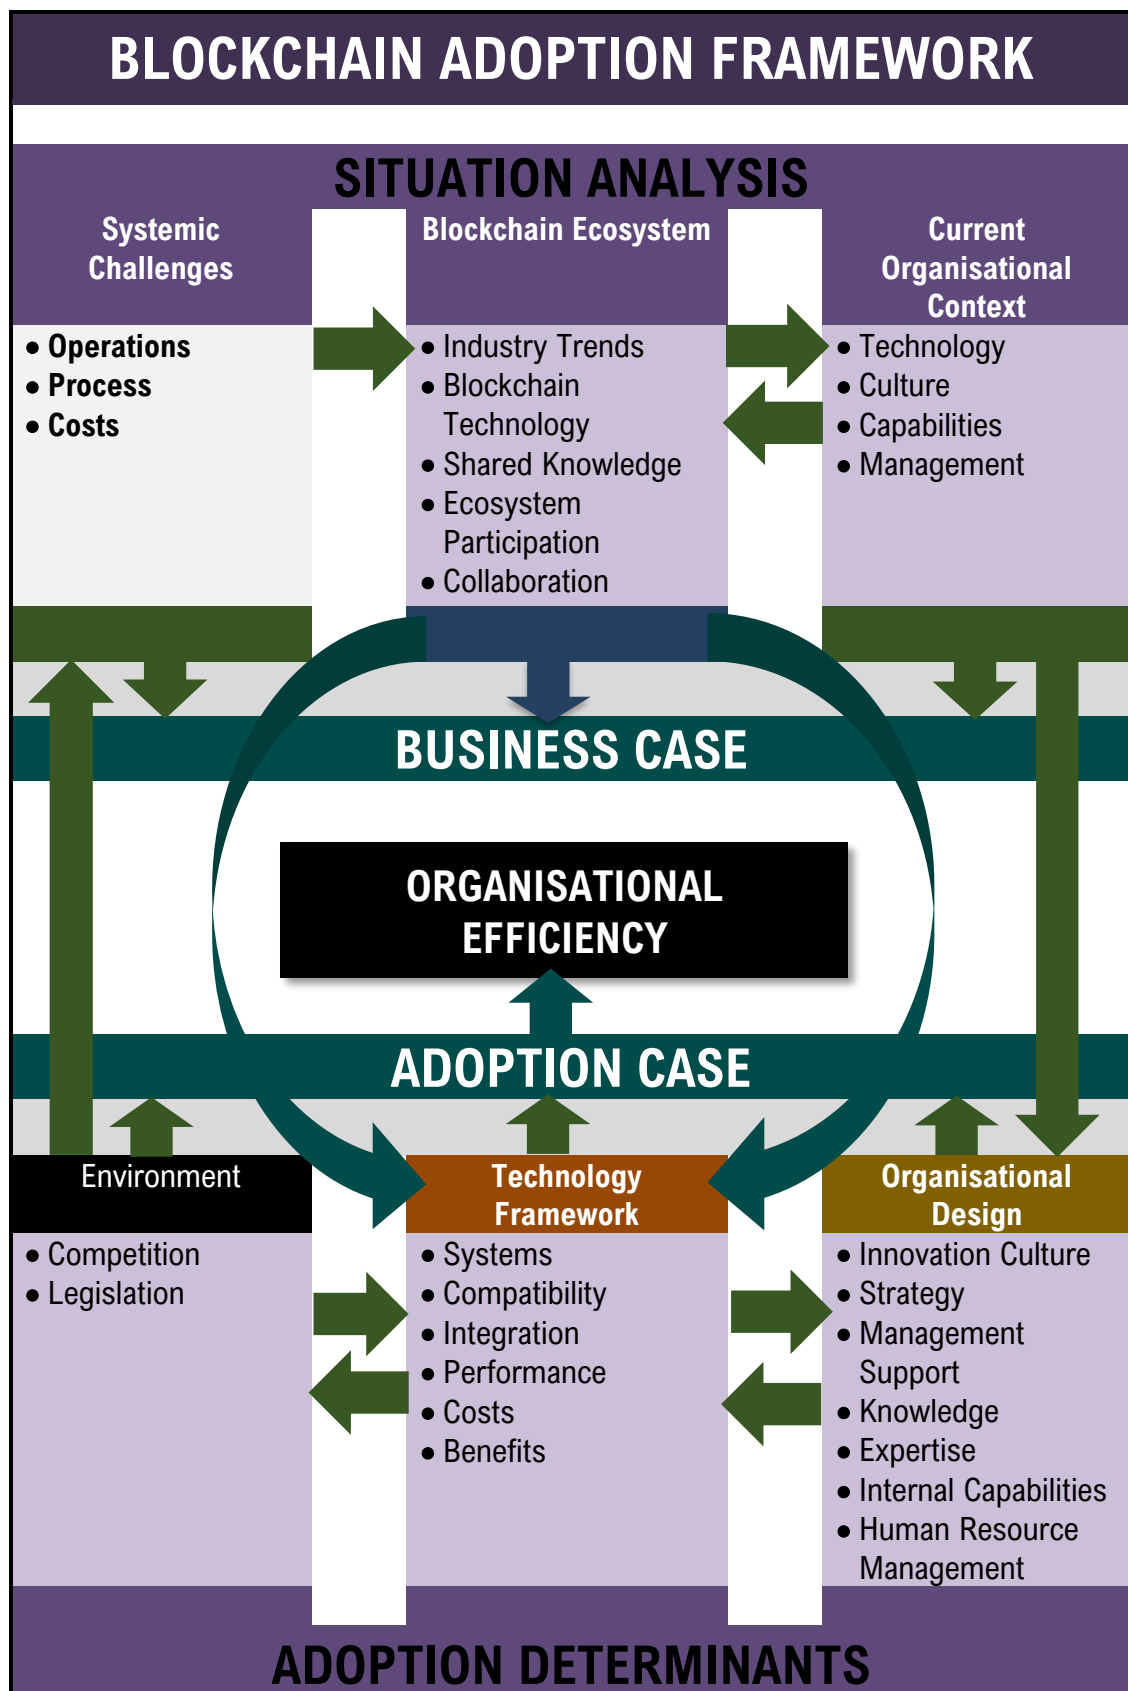 BLOCKCHAIN ADOPTION FRAMEWORK
SITUATION ANALYSIS
Systemic
Challenges
• Operations
• Process
• Costs
Blockchain Ecosystem
• Industry Trends
• Blockchain
Technology
• Shared Knowledge
• Ecosystem
Participation
• Collaboration
Current
Organisational
Context
• Technology
• Culture
• Capabilities
• Management
BUSINESS CASE
ORGANISATIONAL
EFFICIENCY
ADOPTION CASE
Environment
• Competition
• Legislation
Technology
Framework
• Systems
• Compatibility
• Integration
• Performance
• Costs
• Benefits
Organisational
Design
• Innovation Culture
• Strategy
• Management
Support
• Knowledge
• Expertise
• Internal Capabilities
• Human Resource
Management
ADOPTION DETERMINANTS